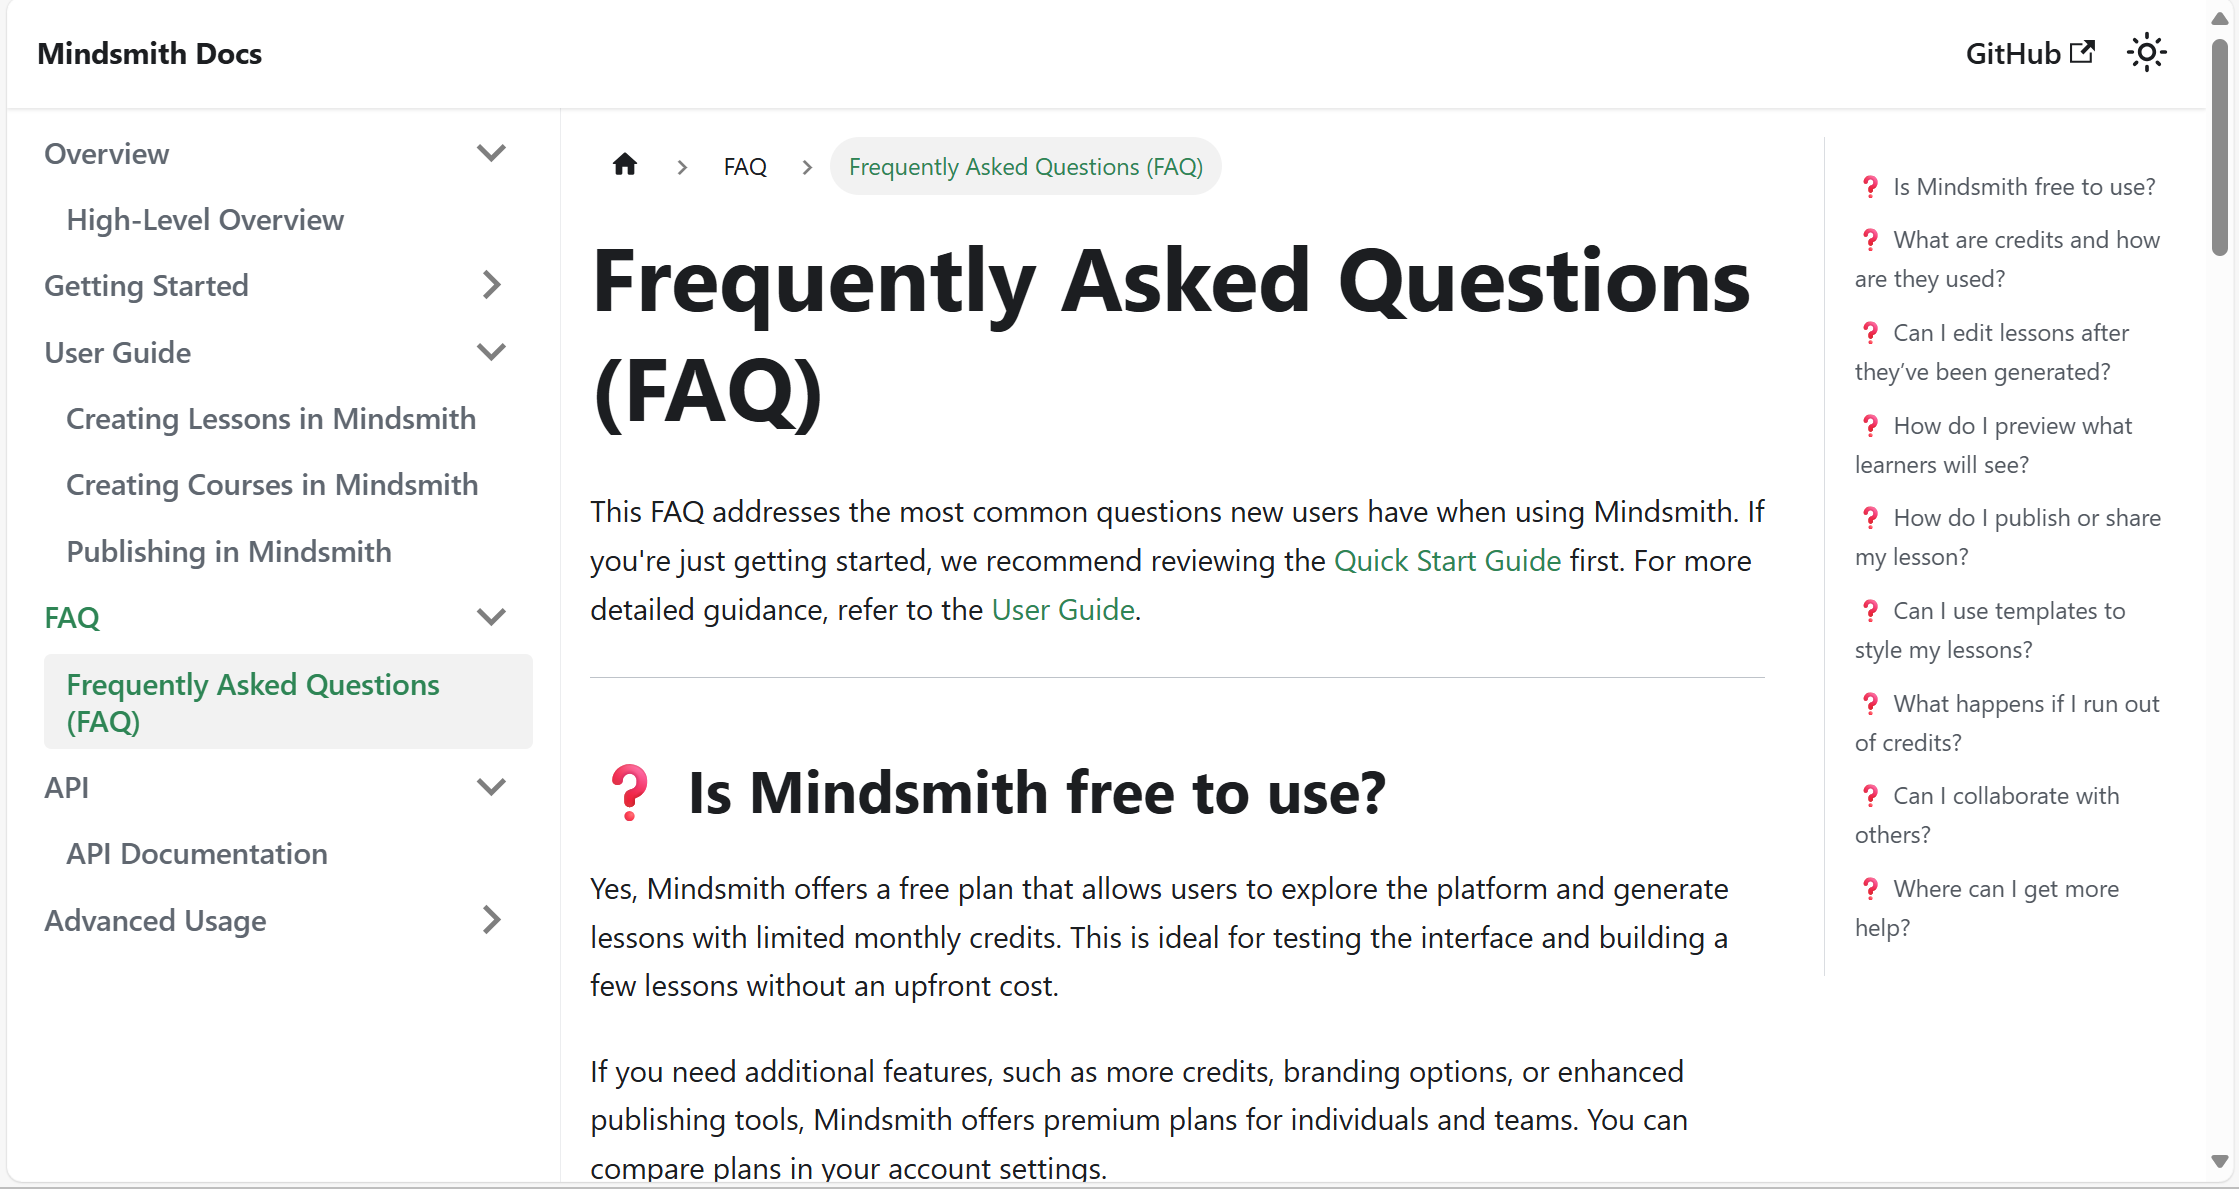 Mindsmith Docs
GitHub
Overview
High-Level Overview
Getting Started
User Guide
Creating Lessons in Mindsmith
Creating Courses in Mindsmith
Publishing in Mindsmith
FAQ
Frequently Asked Questions
(FAQ)
API
API Documentation
Advanced Usage
FAQ
Frequently Asked Questions (FAQ)
Frequently Asked Questions
(FAQ)
This FAQ addresses the most common questions new users have when using Mindsmith. If
you're just getting started, we recommend reviewing the Quick Start Guide first. For more
detailed guidance, refer to the User Guide.
❓ Is Mindsmith free to use?
Yes, Mindsmith offers a free plan that allows users to explore the platform and generate
lessons with limited monthly credits. This is ideal for testing the interface and building a
few lessons without an upfront cost.
If you need additional features, such as more credits, branding options, or enhanced
publishing tools, Mindsmith offers premium plans for individuals and teams. You can
compare plans in your account settings.
❓ Is Mindsmith free to use?
❓ What are credits and how
are they used?
❓ Can I edit lessons after
they’ve been generated?
❓ How do I preview what
learners will see?
❓ How do I publish or share
my lesson?
❓ Can I use templates to
style my lessons?
❓ What happens if I run out
of credits?
❓ Can I collaborate with
others?
❓ Where can I get more
help?